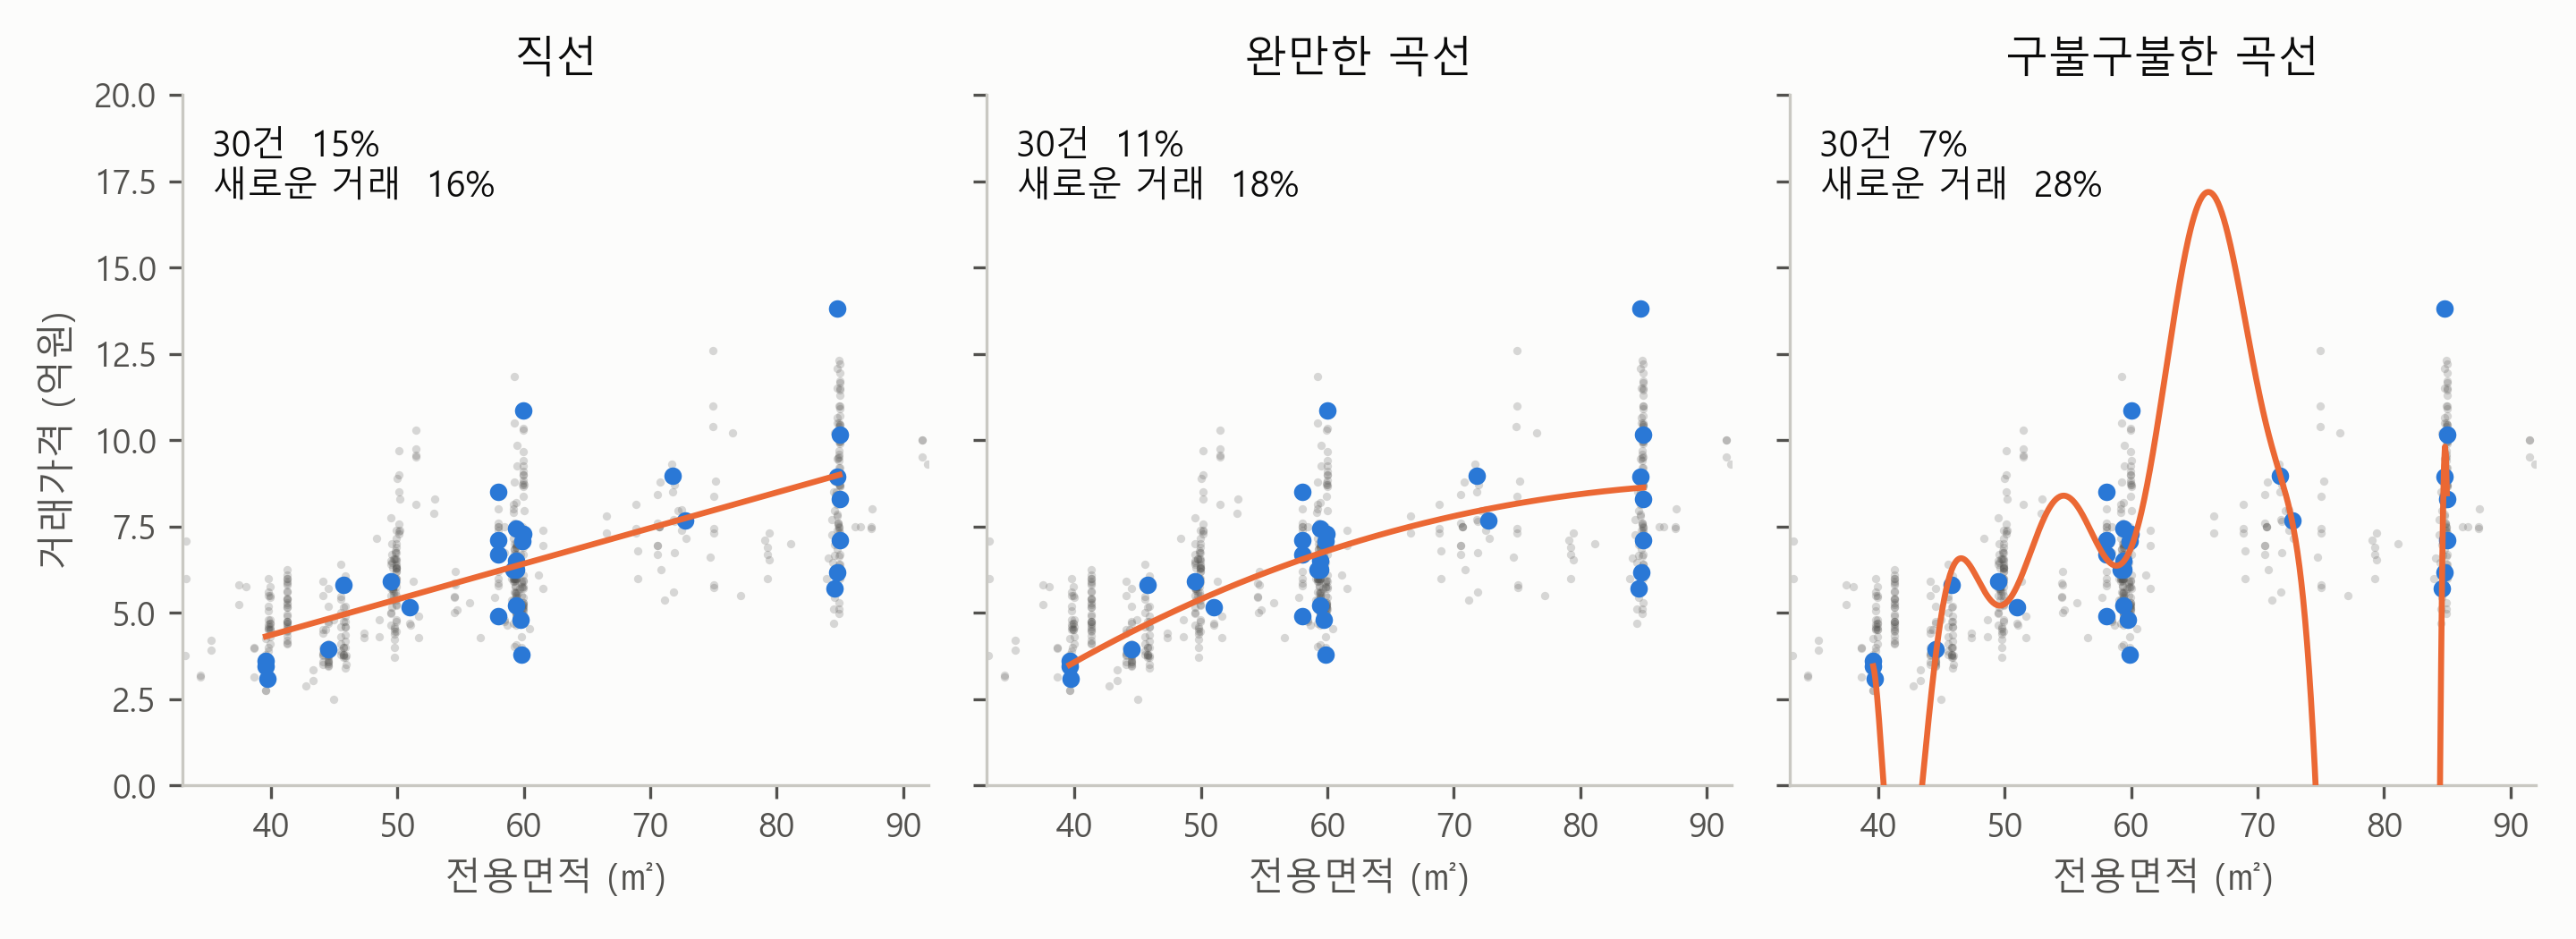 직선
완만한 곡선
구불구불한 곡선
30건 15%
새로운 거래 16%
30건 11%
새로운 거래 18%
30건 7%
새로운 거래 28%
거래가격 (억원)
20.0
17.5
15.0
12.5
10.0
7.5
5.0
2.5
0.0
40 50 60 70 80 90
40 50 60 70 80 90
40 50 60 70 80 90
전용면적 (㎡)
전용면적 (㎡)
전용면적 (㎡)